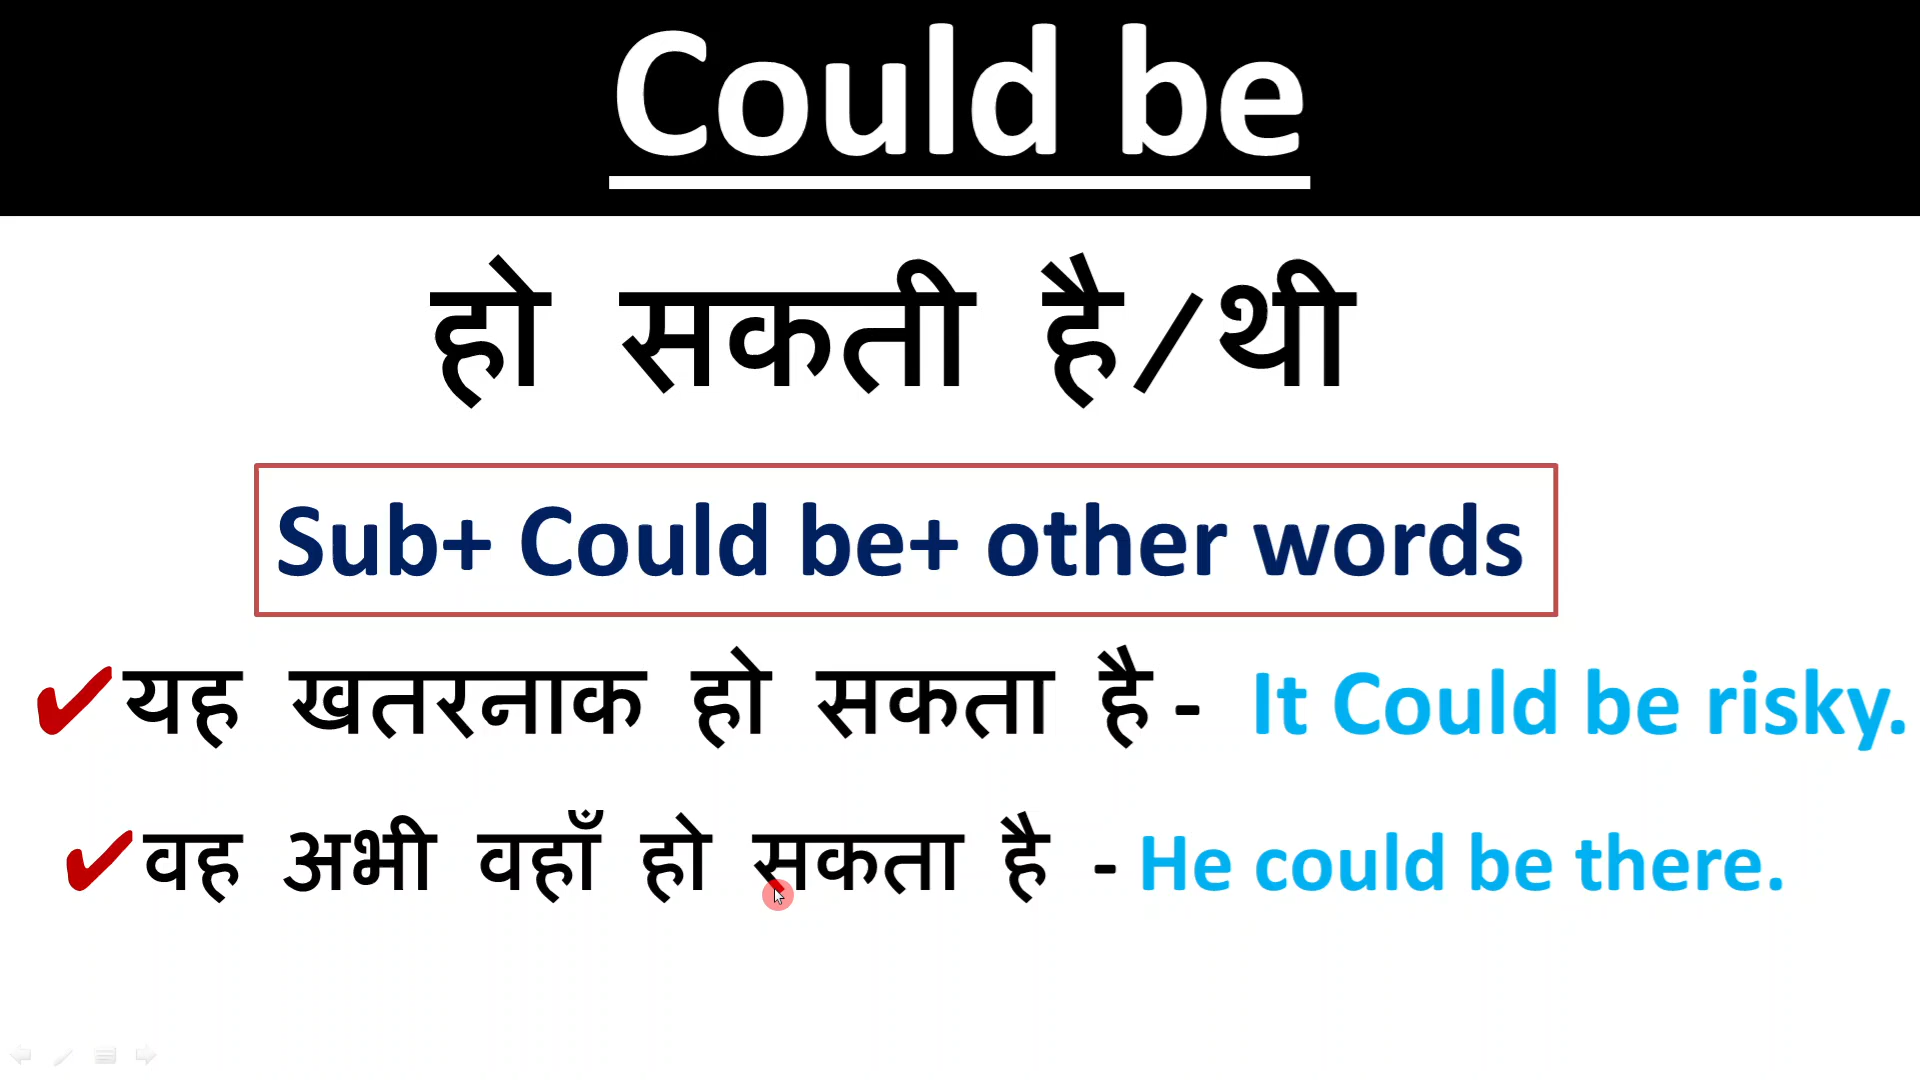 Could be
हो सकती है/थी
Sub+ Could be+ other words
✔यह खतरनाक हो सकता है - It Could be risky.
✔वह अभी वहाँ हो सकता है - He could be there.